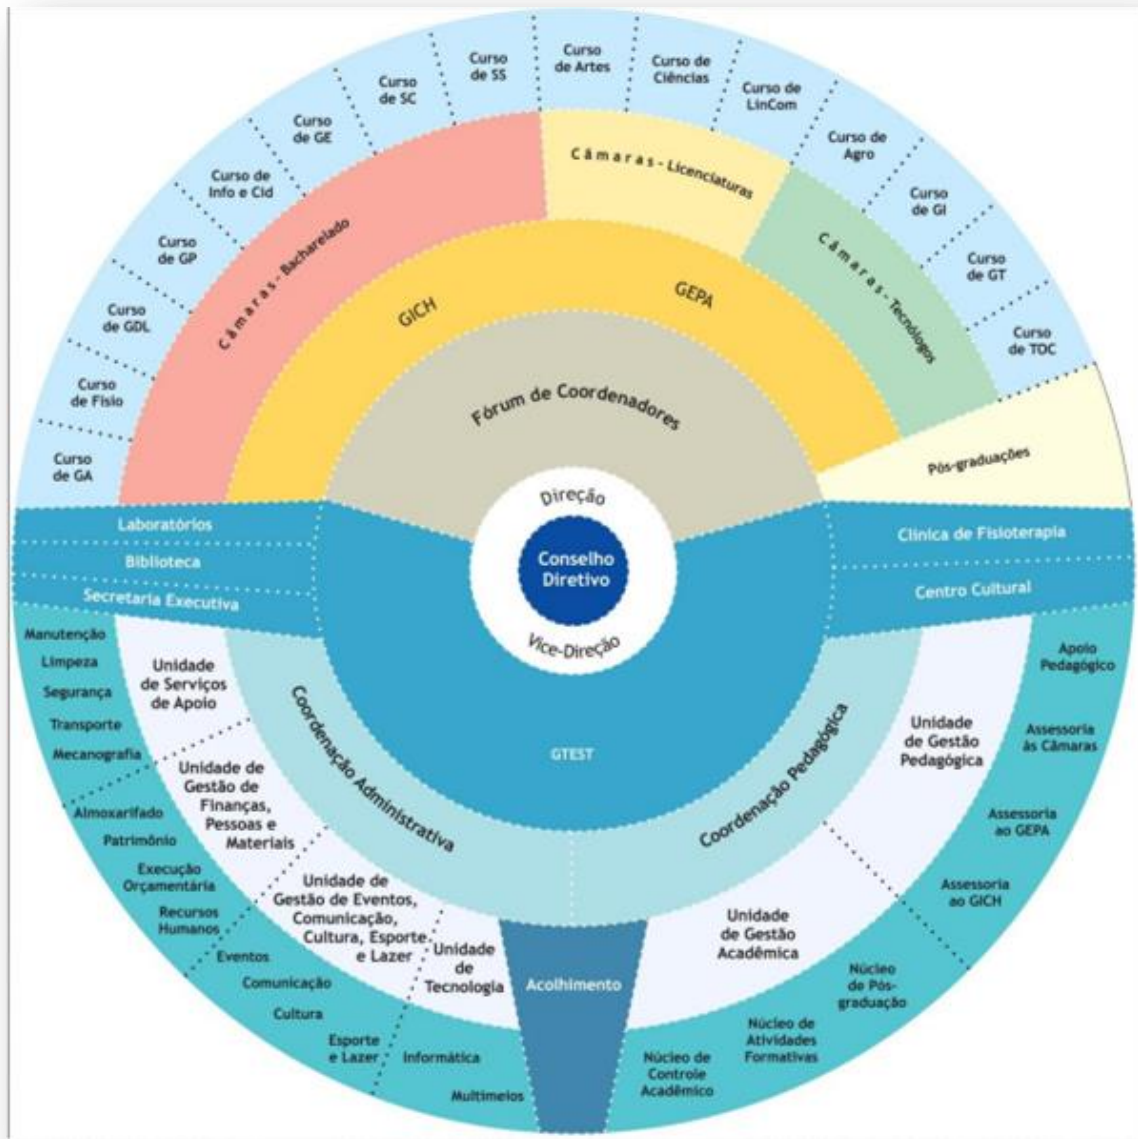 Curso
de GA
Curso
de Fisio
Curso
de GDL
Curso
de GP
Curso de
Info e Cid
Curso
de GE
Curso
de SC
Curso
de SS
Curso
de Artes
Curso de
Ciências
Curso de
LinCom
Curso de
Agro
Curso
de GI
Curso
de GT
Curso
de TOC
Câmaras - Bacharelado
Câmaras - Licenciaturas
Câmaras - Tecnólogos
GICH
GEPA
Fórum de Coordenadores
Pós-graduações
Direção
Conselho
Diretivo
Vice-Direção
Laboratórios
Biblioteca
Secretaria Executiva
Clínica de Fisioterapia
Centro Cultural
GTEST
Coordenação Administrativa
Coordenação Pedagógica
Unidade
de Serviços
de Apoio
Unidade de
Gestão de
Finanças,
Pessoas e
Materiais
Unidade de
Gestão de Eventos,
Comunicação,
Cultura, Esporte
e Lazer
Unidade
de
Tecnologia
Acolhimento
Unidade
de Gestão
Acadêmica
Unidade
de Gestão
Pedagógica
Manutenção
Limpeza
Segurança
Transporte
Mecanografia
Almoxarifado
Patrimônio
Execução
Orçamentária
Recursos
Humanos
Eventos
Comunicação
Cultura
Esporte
e Lazer
Informática
Multimeios
Núcleo de
Controle
Acadêmico
Núcleo de
Atividades
Formativas
Núcleo
de Pós-
graduação
Assessoria
ao GICH
Assessoria
ao GEPA
Assessoria
às Câmaras
Apoio
Pedagógico